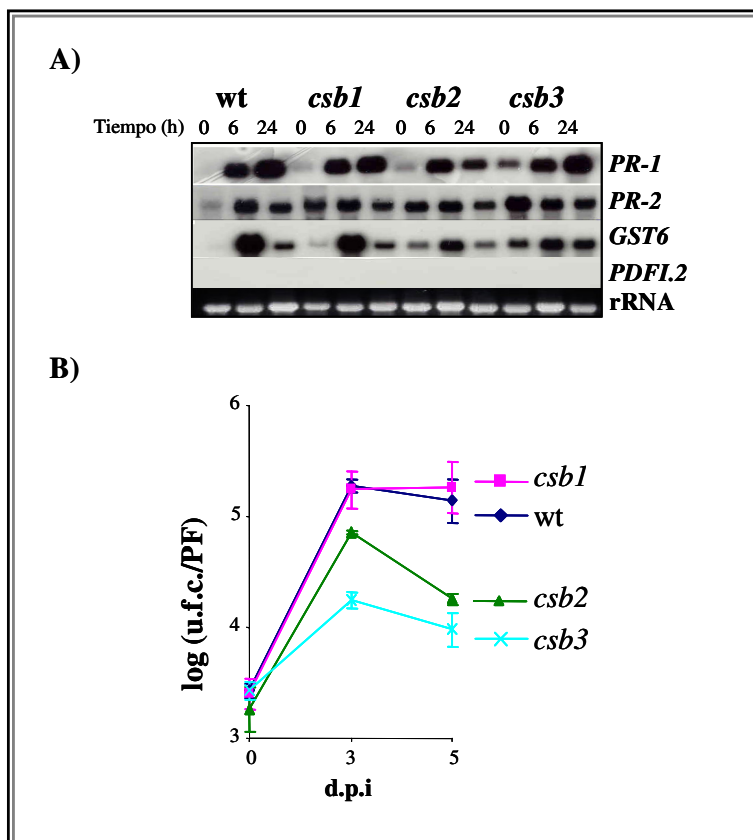 A)
wt csb1 csb2 csb3
Tiempo (h) 0 6 24 0 6 24 0 6 24 0 6 24
PR-1
PR-2
GST6
PDF1.2
rRNA
B)
log (u.f.c./PF)
6
5
4
3
0 3 5
d.p.i
csb1
wt
csb2
csb3